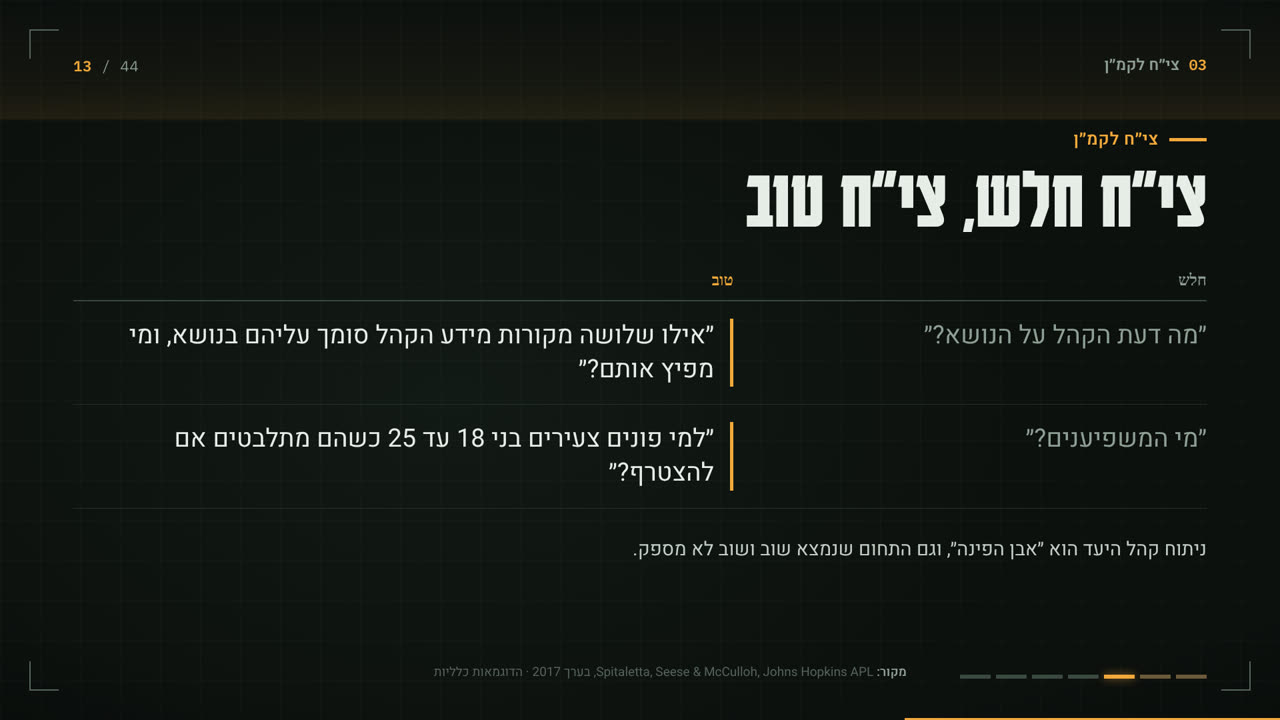 03 צי״ח לקמ״ן
13 / 44
צי״ח לקמ״ן
צי״ח חלש, צי״ח טוב
חלש
טוב
״מה דעת הקהל על הנושא?״
״אילו שלושה מקורות מידע הקהל סומך עליהם בנושא, ומי
מפיץ אותם?״
״מי המשפיענים?״
״למי פונים צעירים בני 18 עד 25 כשהם מתלבטים אם
להצטרף?״
ניתוח קהל היעד הוא ״אבן הפינה״, וגם התחום שנמצא שוב ושוב לא מספק.
מקור: Spitaletta, Seese & McCulloh, Johns Hopkins APL, בערך 2017 · הדוגמאות כלליות